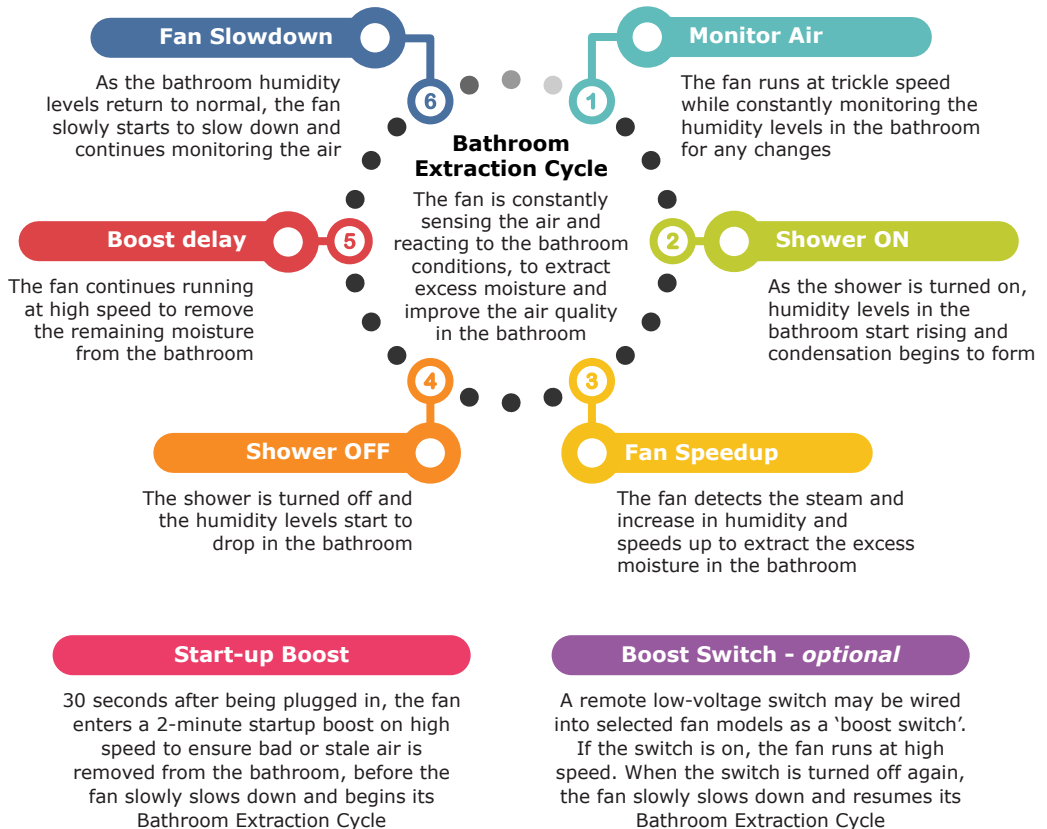 Bathroom
Extraction Cycle
The fan is constantly
sensing the air and
reacting to the bathroom
conditions, to extract
excess moisture and
improve the air quality
in the bathroom
1
Monitor Air
The fan runs at trickle speed
while constantly monitoring the
humidity levels in the bathroom
for any changes
2
Shower ON
As the shower is turned on,
humidity levels in the
bathroom start rising and
condensation begins to form
3
Fan Speedup
The fan detects the steam and
increase in humidity and
speeds up to extract the excess
moisture in the bathroom
4
Shower OFF
The shower is turned off and
the humidity levels start to
drop in the bathroom
5
Boost delay
The fan continues running
at high speed to remove
the remaining moisture
from the bathroom
6
Fan Slowdown
As the bathroom humidity
levels return to normal, the fan
slowly starts to slow down and
continues monitoring the air
Start-up Boost
30 seconds after being plugged in, the fan
enters a 2-minute startup boost on high
speed to ensure bad or stale air is
removed from the bathroom, before the
fan slowly slows down and begins its
Bathroom Extraction Cycle
Boost Switch - optional
A remote low-voltage switch may be wired
into selected fan models as a ‘boost switch’.
If the switch is on, the fan runs at high
speed. When the switch is turned off again,
the fan slowly slows down and resumes its
Bathroom Extraction Cycle